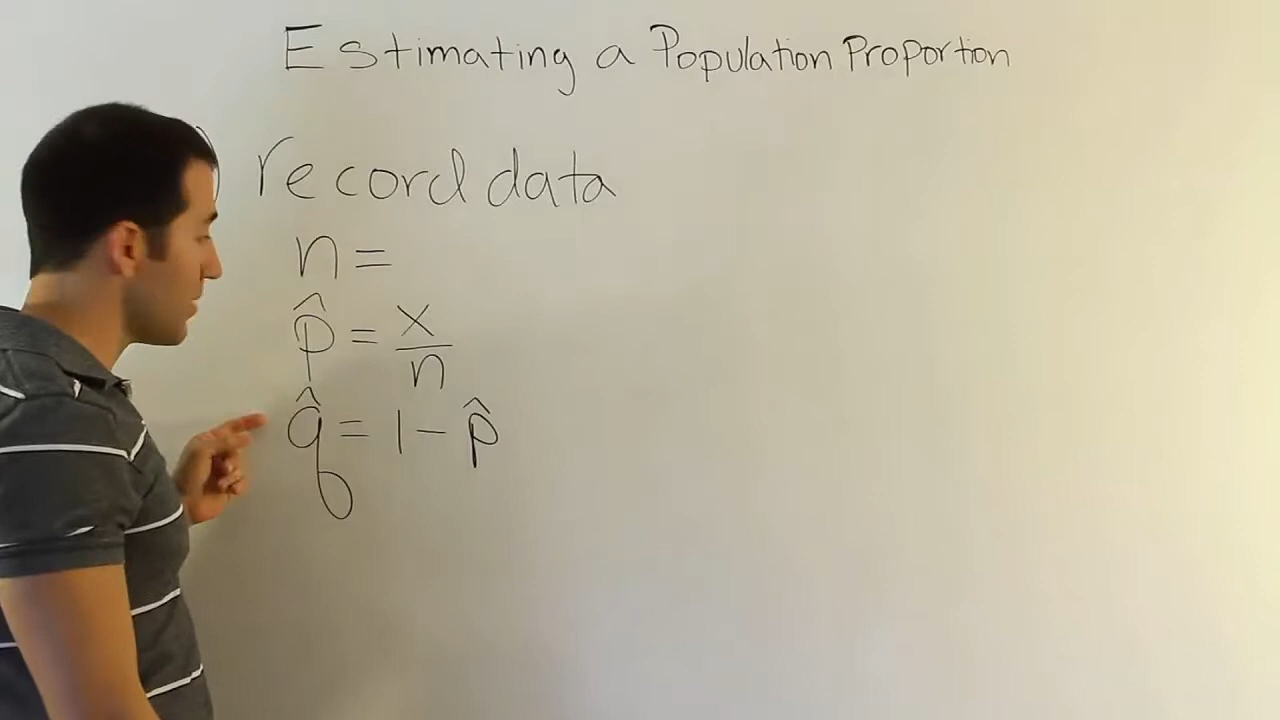 Estimating a Population Proportion
) record data
n =
p̂ = x/n
q̂ = 1 - p̂